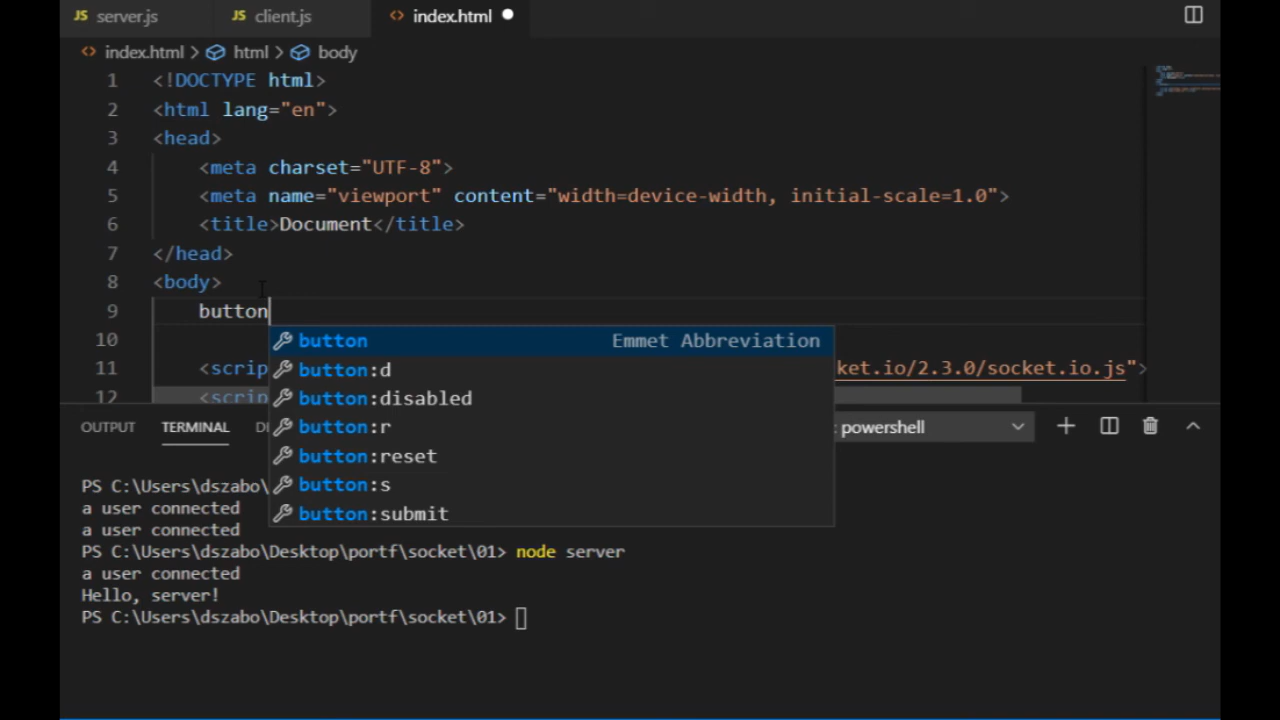 JS server.js JS client.js <> index.html
<> index.html > html > body
1 <!DOCTYPE html>
2 <html lang="en">
3 <head>
4 <meta charset="UTF-8">
5 <meta name="viewport" content="width=device-width, initial-scale=1.0">
6 <title>Document</title>
7 </head>
8 <body>
9 button
button Emmet Abbreviation
10
button:d
11 <scrip ket.io/2.3.0/socket.io.js">
button:disabled
12 <scrip
button:r
OUTPUT TERMINAL : powershell
button:reset
button:s
PS C:\Users\dszabo\
button:submit
a user connected
a user connected
PS C:\Users\dszabo\Desktop\portf\socket\01> node server
a user connected
Hello, server!
PS C:\Users\dszabo\Desktop\portf\socket\01>